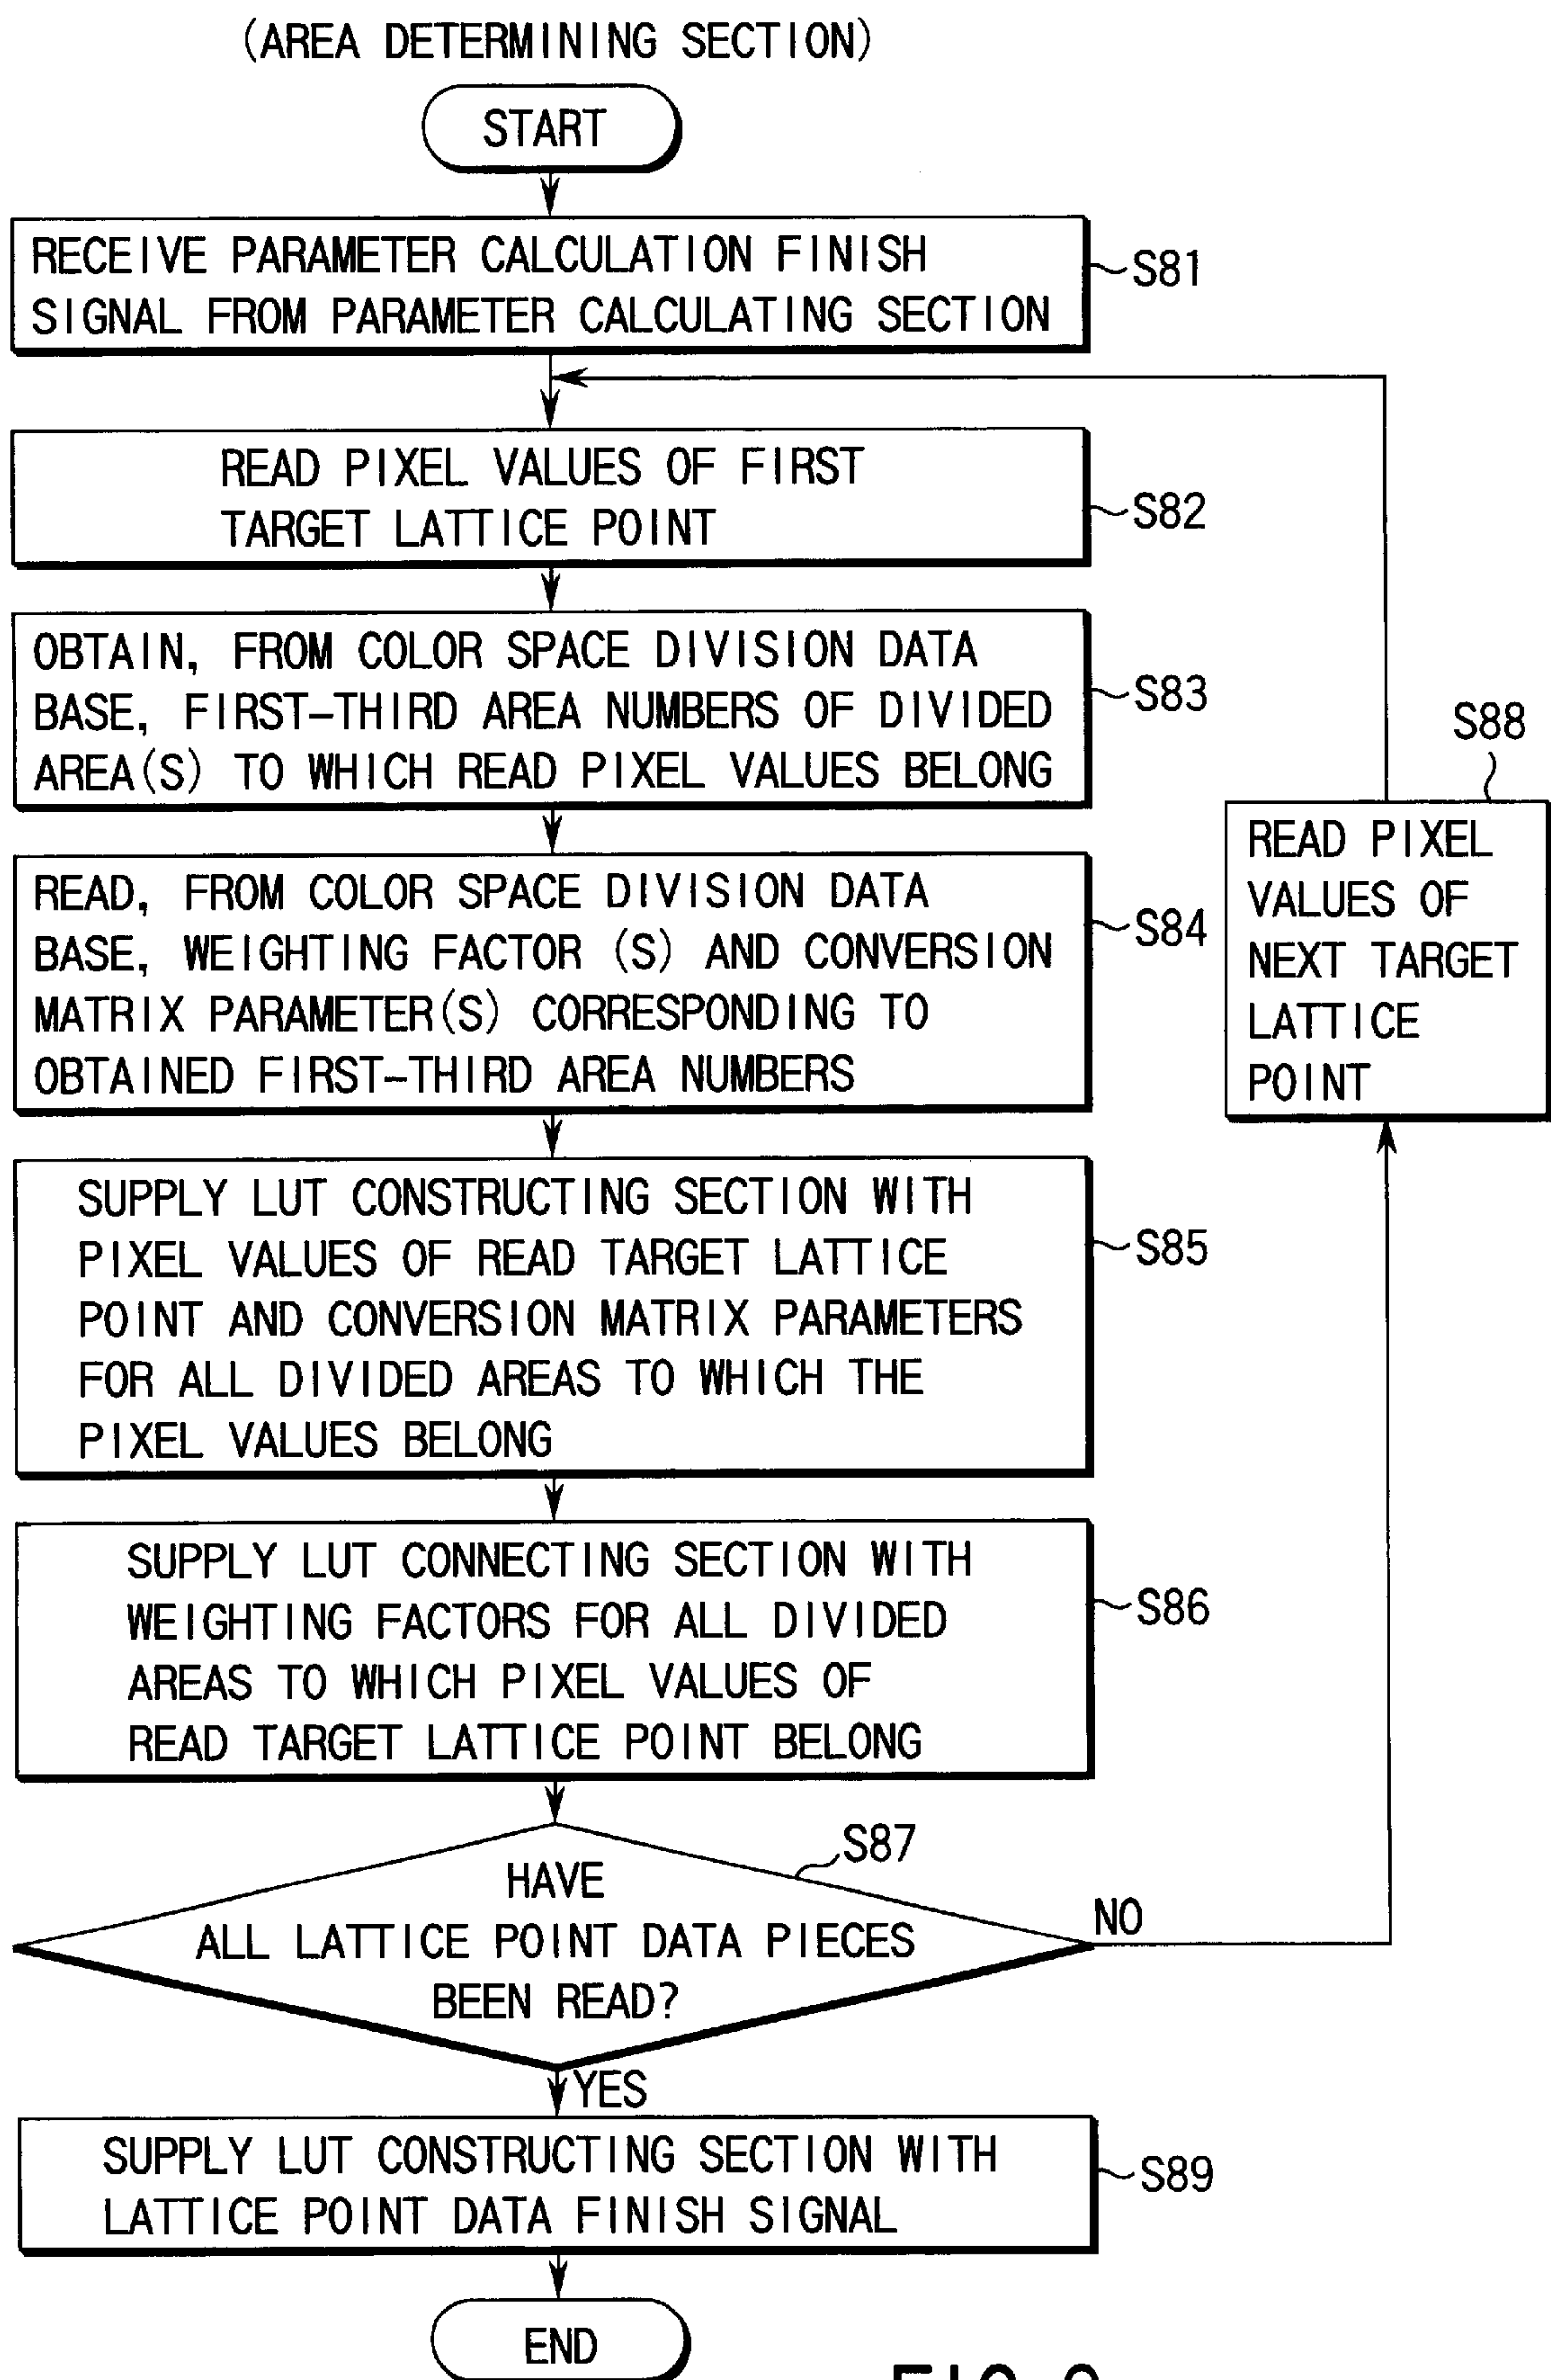 (AREA DETERMINING SECTION)
START
RECEIVE PARAMETER CALCULATION FINISH
SIGNAL FROM PARAMETER CALCULATING SECTION
S81
READ PIXEL VALUES OF FIRST
TARGET LATTICE POINT
S82
OBTAIN, FROM COLOR SPACE DIVISION DATA
BASE, FIRST-THIRD AREA NUMBERS OF DIVIDED
AREA(S) TO WHICH READ PIXEL VALUES BELONG
S83
S88
READ PIXEL
VALUES OF
NEXT TARGET
LATTICE
POINT
READ, FROM COLOR SPACE DIVISION DATA
BASE, WEIGHTING FACTOR (S) AND CONVERSION
MATRIX PARAMETER(S) CORRESPONDING TO
OBTAINED FIRST-THIRD AREA NUMBERS
S84
SUPPLY LUT CONSTRUCTING SECTION WITH
PIXEL VALUES OF READ TARGET LATTICE
POINT AND CONVERSION MATRIX PARAMETERS
FOR ALL DIVIDED AREAS TO WHICH THE
PIXEL VALUES BELONG
S85
SUPPLY LUT CONNECTING SECTION WITH
WEIGHTING FACTORS FOR ALL DIVIDED
AREAS TO WHICH PIXEL VALUES OF
READ TARGET LATTICE POINT BELONG
S86
S87
HAVE
ALL LATTICE POINT DATA PIECES
BEEN READ?
NO
YES
SUPPLY LUT CONSTRUCTING SECTION WITH
LATTICE POINT DATA FINISH SIGNAL
S89
END